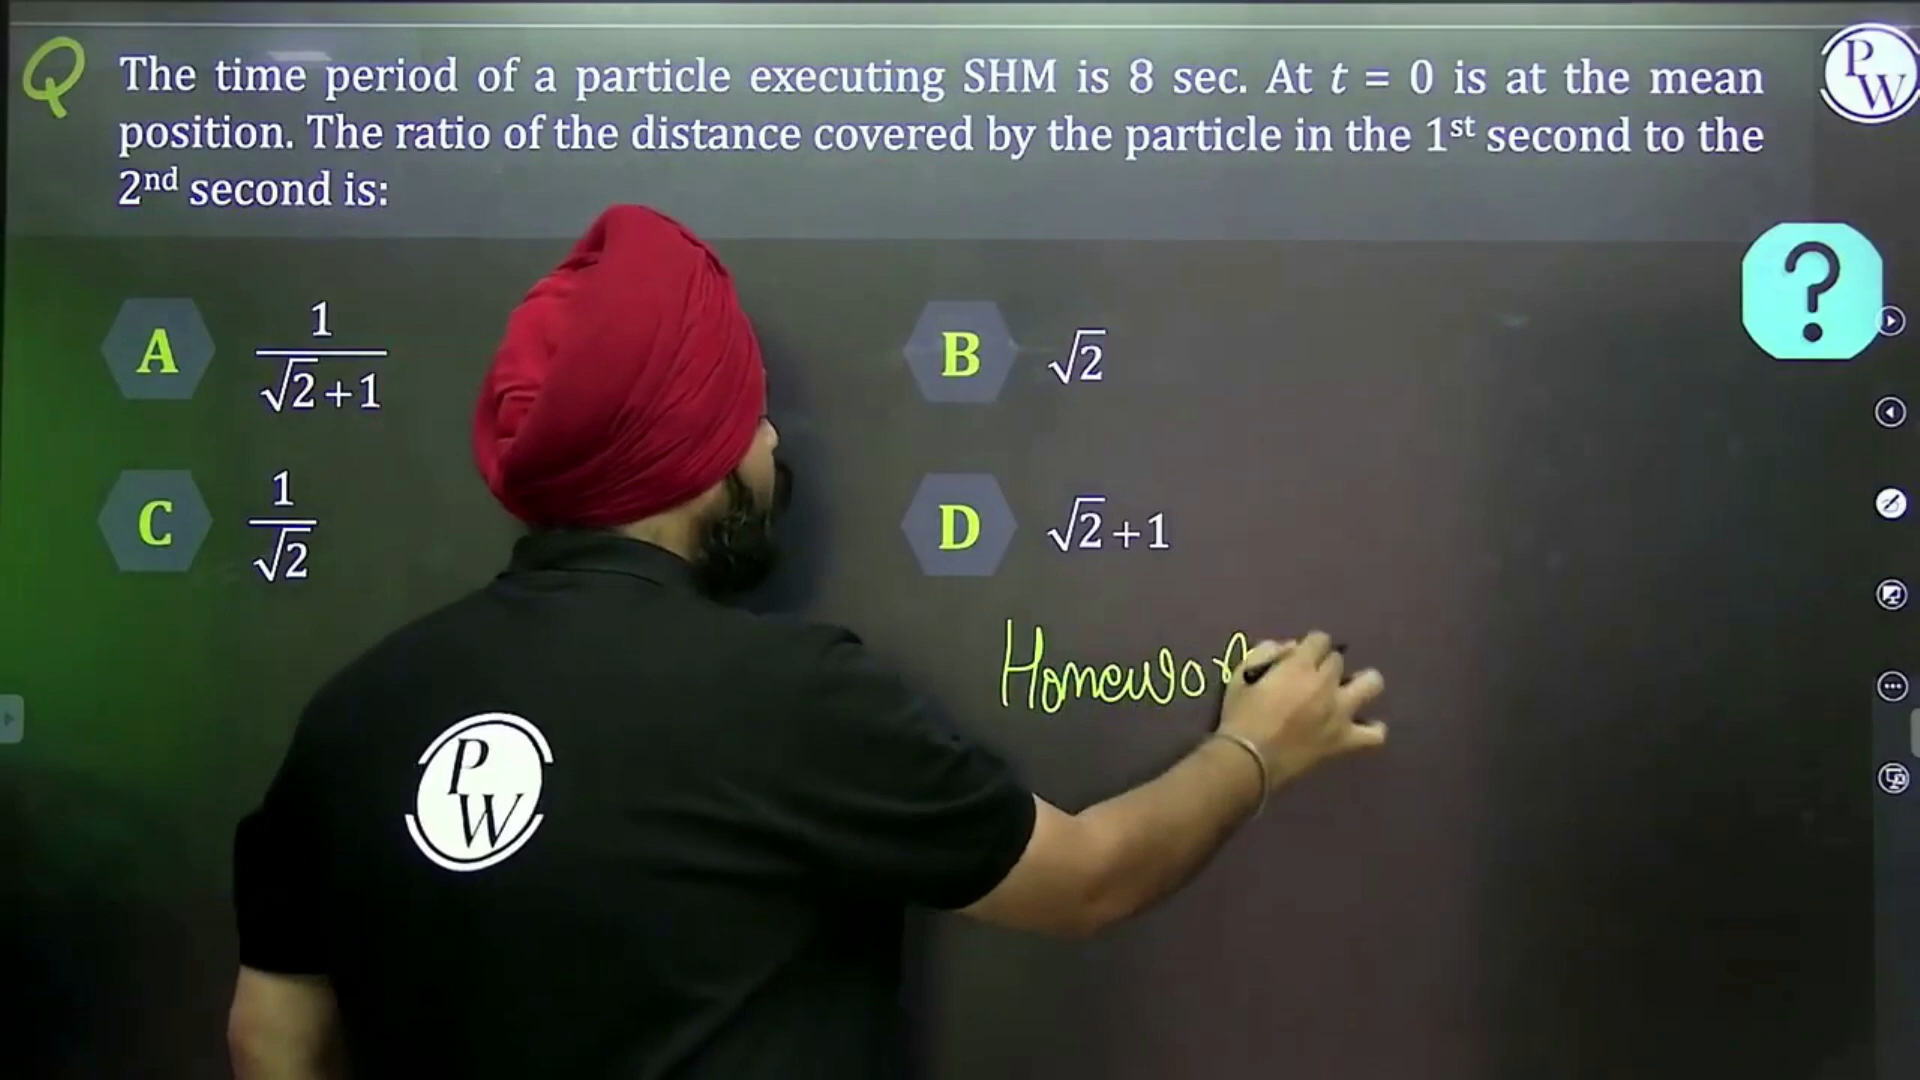 Q The time period of a particle executing SHM is 8 sec. At t = 0 is at the mean
position. The ratio of the distance covered by the particle in the 1st second to the
2nd second is:
A 1/(√2+1)
B √2
C 1/√2
D √2+1
Homewor
PW
PW
?